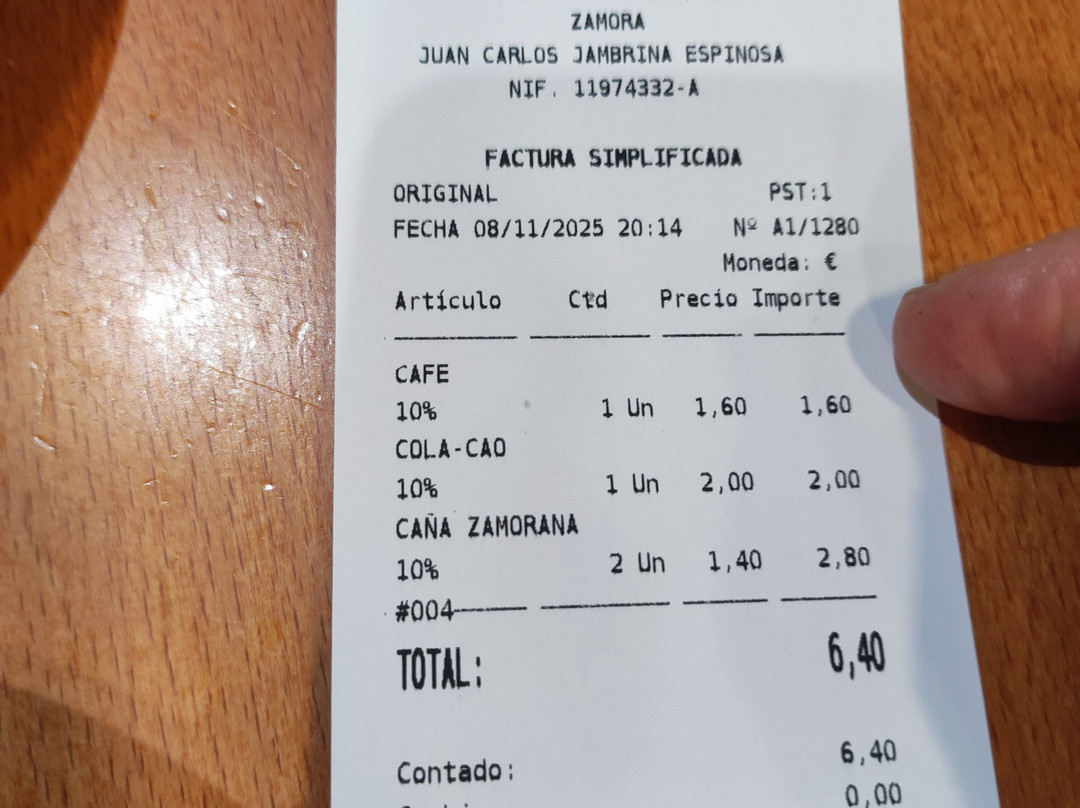 ZAMORA
JUAN CARLOS JAMBRINA ESPINOSA
NIF. 11974332-A
FACTURA SIMPLIFICADA
ORIGINAL PST:1
FECHA 08/11/2025 20:14 Nº A1/1280
Moneda: €
Artículo Ctd Precio Importe
CAFE
10% 1 Un 1,60 1,60
COLA-CAO
10% 1 Un 2,00 2,00
CAÑA ZAMORANA
10% 2 Un 1,40 2,80
#004
TOTAL: 6,40
Contado: 6,40
0,00